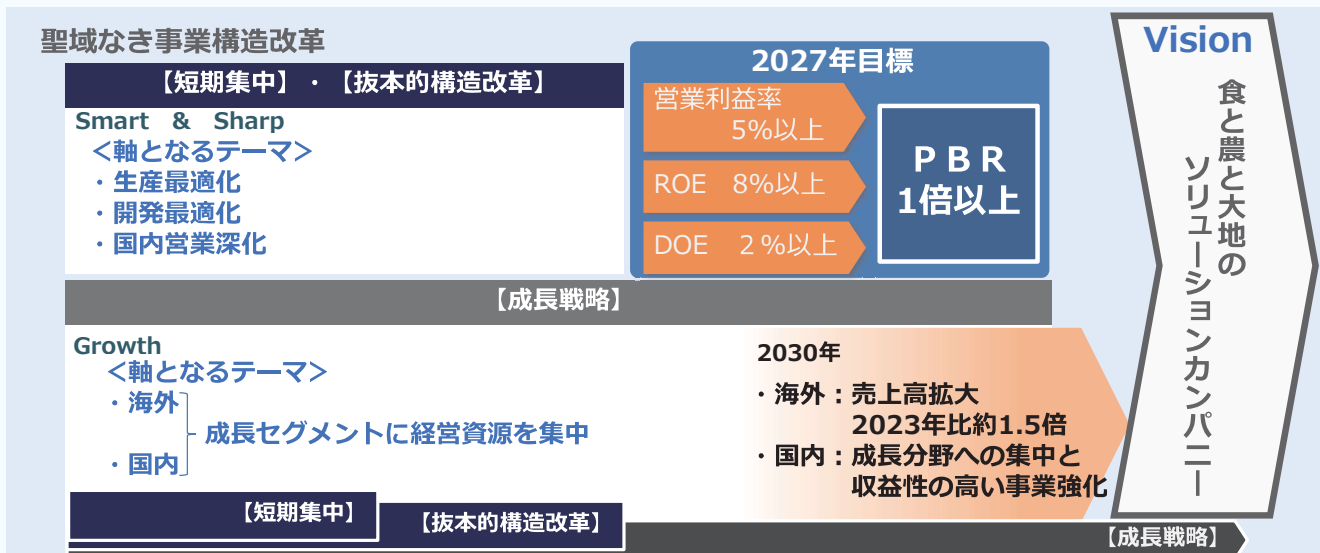 聖域なき事業構造改革
【短期集中】・【抜本的構造改革】
Smart & Sharp
＜軸となるテーマ＞
・生産最適化
・開発最適化
・国内営業深化
2027年目標
営業利益率
5%以上
ROE 8%以上
DOE 2%以上
PBR
1倍以上
【成長戦略】
Growth
＜軸となるテーマ＞
・海外
成長セグメントに経営資源を集中
・国内
2030年
・海外：売上高拡大
2023年比約1.5倍
・国内：成長分野への集中と
収益性の高い事業強化
【短期集中】
【抜本的構造改革】
【成長戦略】
Vision
食と農と大地の
ソリューションカンパニー